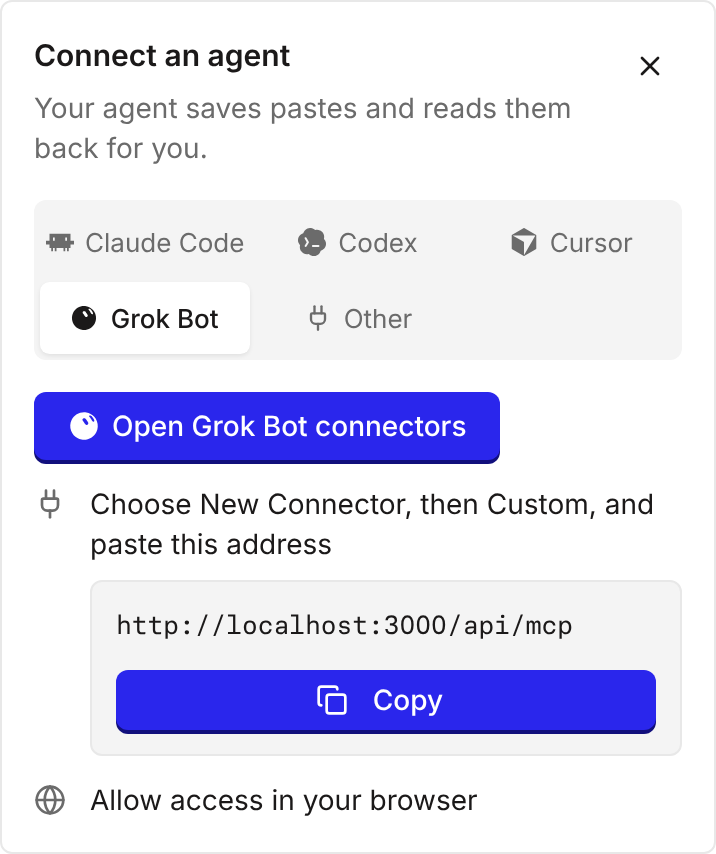 Connect an agent
Your agent saves pastes and reads them
back for you.
Claude Code
Codex
Cursor
Grok Bot
Other
Open Grok Bot connectors
Choose New Connector, then Custom, and
paste this address
http://localhost:3000/api/mcp
Copy
Allow access in your browser